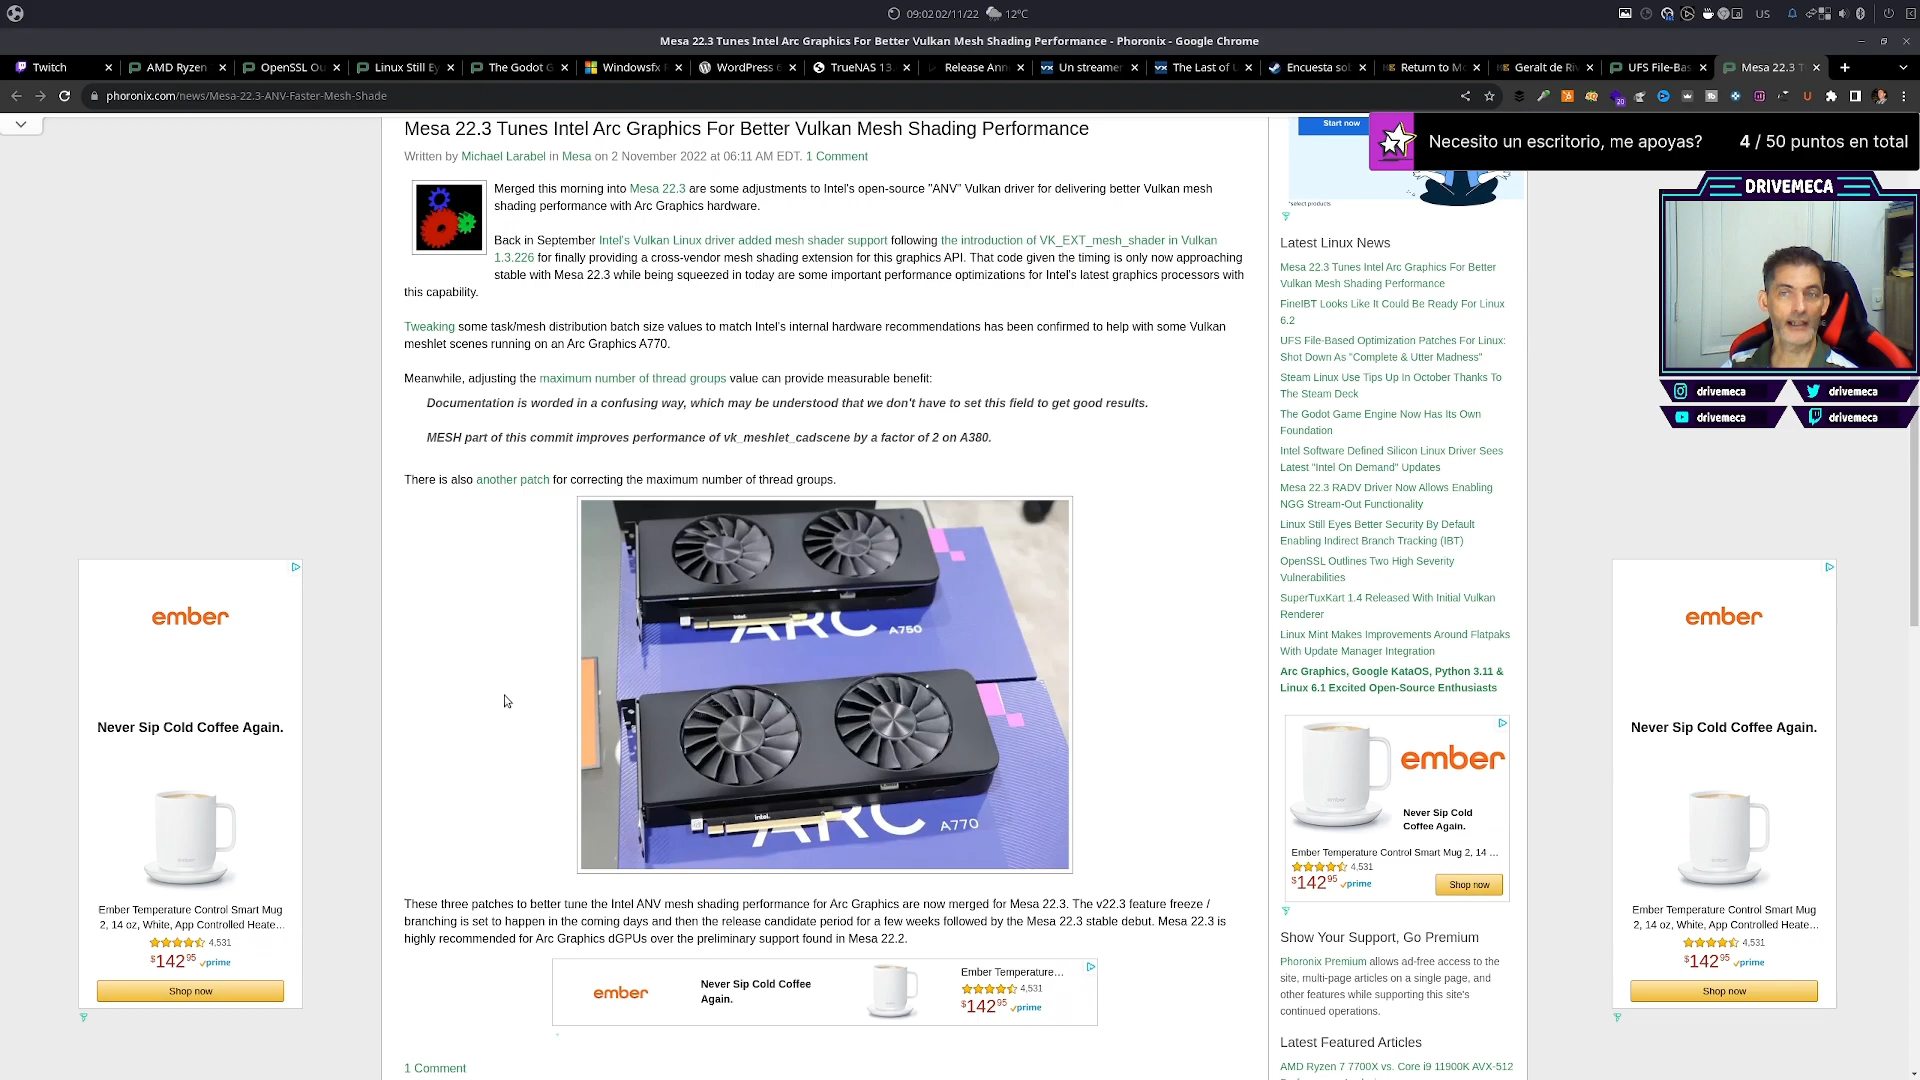 09:02 02/11/22
12°C
US
Mesa 22.3 Tunes Intel Arc Graphics For Better Vulkan Mesh Shading Performance - Phoronix - Google Chrome
Twitch
AMD Ryzen
OpenSSL Ou
Linux Still Ey
The Godot G
Windowsfx
WordPress 6
TrueNAS 13.
Release Ann
Un streamer
The Last of U
Encuesta sob
Return to Mo
Geralt de Riv
UFS File-Bas
Mesa 22.3 T
phoronix.com/news/Mesa-22.3-ANV-Faster-Mesh-Shade
20
Mesa 22.3 Tunes Intel Arc Graphics For Better Vulkan Mesh Shading Performance
Written by Michael Larabel in Mesa on 2 November 2022 at 06:11 AM EDT. 1 Comment
Merged this morning into Mesa 22.3 are some adjustments to Intel's open-source "ANV" Vulkan driver for delivering better Vulkan mesh
shading performance with Arc Graphics hardware.
Back in September Intel's Vulkan Linux driver added mesh shader support following the introduction of VK_EXT_mesh_shader in Vulkan
1.3.226 for finally providing a cross-vendor mesh shading extension for this graphics API. That code given the timing is only now approaching
stable with Mesa 22.3 while being squeezed in today are some important performance optimizations for Intel's latest graphics processors with
this capability.
Tweaking some task/mesh distribution batch size values to match Intel's internal hardware recommendations has been confirmed to help with some Vulkan
meshlet scenes running on an Arc Graphics A770.
Meanwhile, adjusting the maximum number of thread groups value can provide measurable benefit:
Documentation is worded in a confusing way, which may be understood that we don't have to set this field to get good results.
MESH part of this commit improves performance of vk_meshlet_cadscene by a factor of 2 on A380.
There is also another patch for correcting the maximum number of thread groups.
ARC A750
intel.
ARC A770
These three patches to better tune the Intel ANV mesh shading performance for Arc Graphics are now merged for Mesa 22.3. The v22.3 feature freeze /
branching is set to happen in the coming days and then the release candidate period for a few weeks followed by the Mesa 22.3 stable debut. Mesa 22.3 is
highly recommended for Arc Graphics dGPUs over the preliminary support found in Mesa 22.2.
ember
Never Sip Cold Coffee
Again.
Ember Temperature...
4,531
$142 95 prime
1 Comment
ember
Never Sip Cold Coffee Again.
Ember Temperature Control Smart Mug
2, 14 oz, White, App Controlled Heate...
4,531
$142 95 prime
Shop now
Start now
*select products
Necesito un escritorio, me apoyas?
4 / 50 puntos en total
DRIVEMECA
drivemeca
drivemeca
drivemeca
drivemeca
Latest Linux News
Mesa 22.3 Tunes Intel Arc Graphics For Better
Vulkan Mesh Shading Performance
FineIBT Looks Like It Could Be Ready For Linux
6.2
UFS File-Based Optimization Patches For Linux:
Shot Down As "Complete & Utter Madness"
Steam Linux Use Tips Up In October Thanks To
The Steam Deck
The Godot Game Engine Now Has Its Own
Foundation
Intel Software Defined Silicon Linux Driver Sees
Latest "Intel On Demand" Updates
Mesa 22.3 RADV Driver Now Allows Enabling
NGG Stream-Out Functionality
Linux Still Eyes Better Security By Default
Enabling Indirect Branch Tracking (IBT)
OpenSSL Outlines Two High Severity
Vulnerabilities
SuperTuxKart 1.4 Released With Initial Vulkan
Renderer
Linux Mint Makes Improvements Around Flatpaks
With Update Manager Integration
Arc Graphics, Google KataOS, Python 3.11 &
Linux 6.1 Excited Open-Source Enthusiasts
ember
Never Sip Cold
Coffee Again.
Ember Temperature Control Smart Mug 2, 14 ...
4,531
$142 95 prime
Shop now
Show Your Support, Go Premium
Phoronix Premium allows ad-free access to the
site, multi-page articles on a single page, and
other features while supporting this site's
continued operations.
Latest Featured Articles
AMD Ryzen 7 7700X vs. Core i9 11900K AVX-512
ember
Never Sip Cold Coffee Again.
Ember Temperature Control Smart Mug
2, 14 oz, White, App Controlled Heate...
4,531
$142 95 prime
Shop now